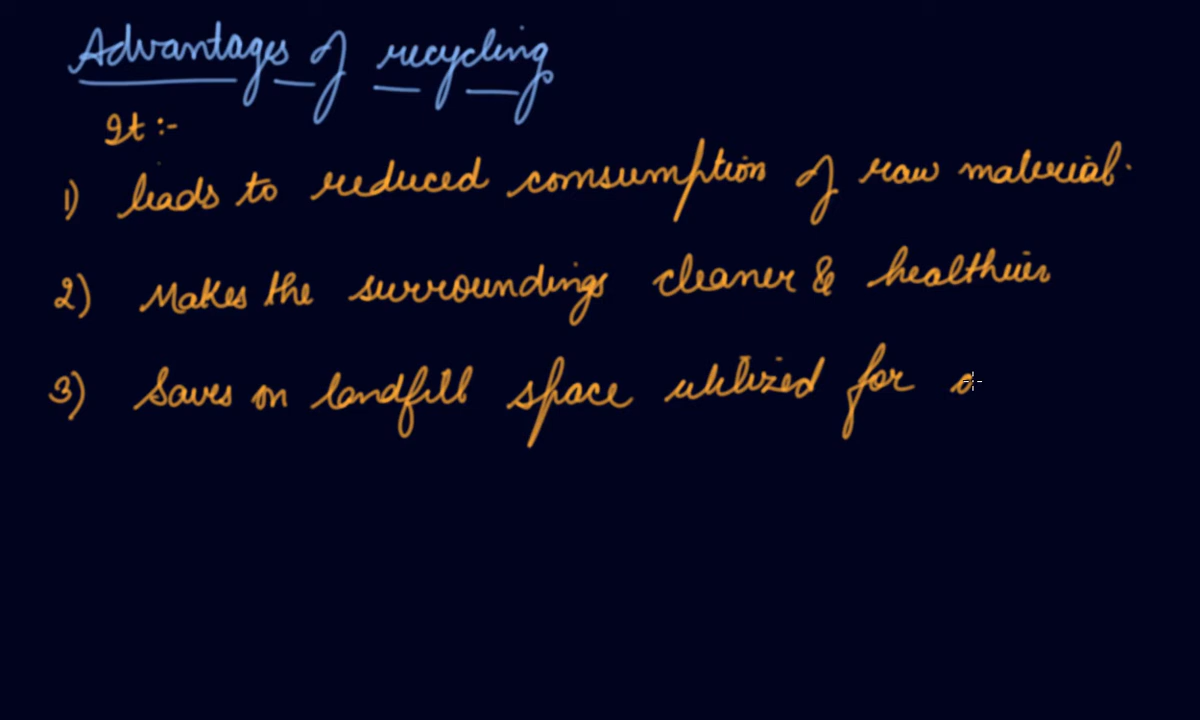 Advantages of recycling
It :-
1) leads to reduced consumption of raw material.
2) Makes the surroundings cleaner & healthier
3) Saves on landfill space utilized for